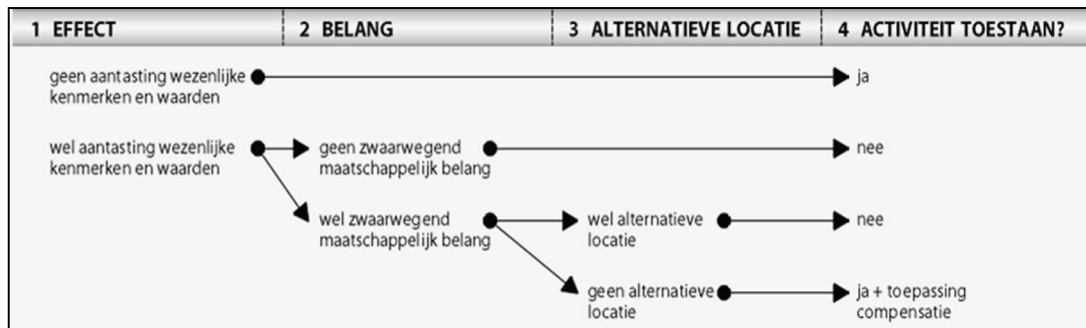 1 EFFECT
2 BELANG
3 ALTERNATIEVE LOCATIE
4 ACTIVITEIT TOESTAAN?
geen aantasting wezenlijke
kenmerken en waarden
ja
wel aantasting wezenlijke
kenmerken en waarden
geen zwaarwegend
maatschappelijk belang
nee
wel zwaarwegend
maatschappelijk belang
wel alternatieve
locatie
nee
geen alternatieve
locatie
ja + toepassing
compensatie